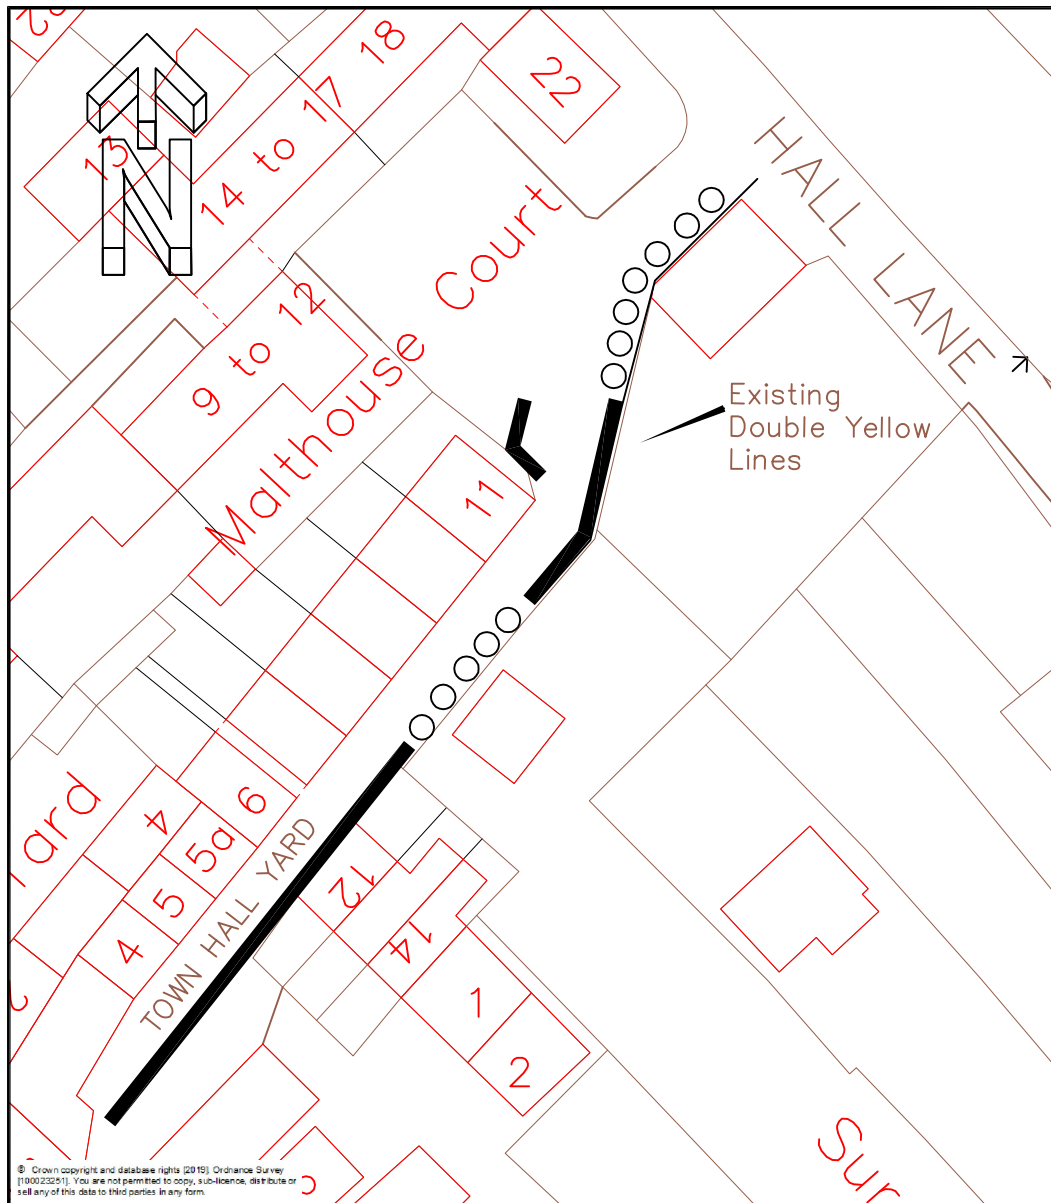 18
22
14 to 17
13
N
HALL LANE
Malthouse Court
9 to 12
Existing
Double Yellow
Lines
11
6
4
5a
5
4
TOWN HALL YARD
12
14
1
2
© Crown copyright and database rights [2019]. Ordnance Survey
[100023251]. You are not permitted to copy, sub-licence, distribute or
sell any of this data to third parties in any form.